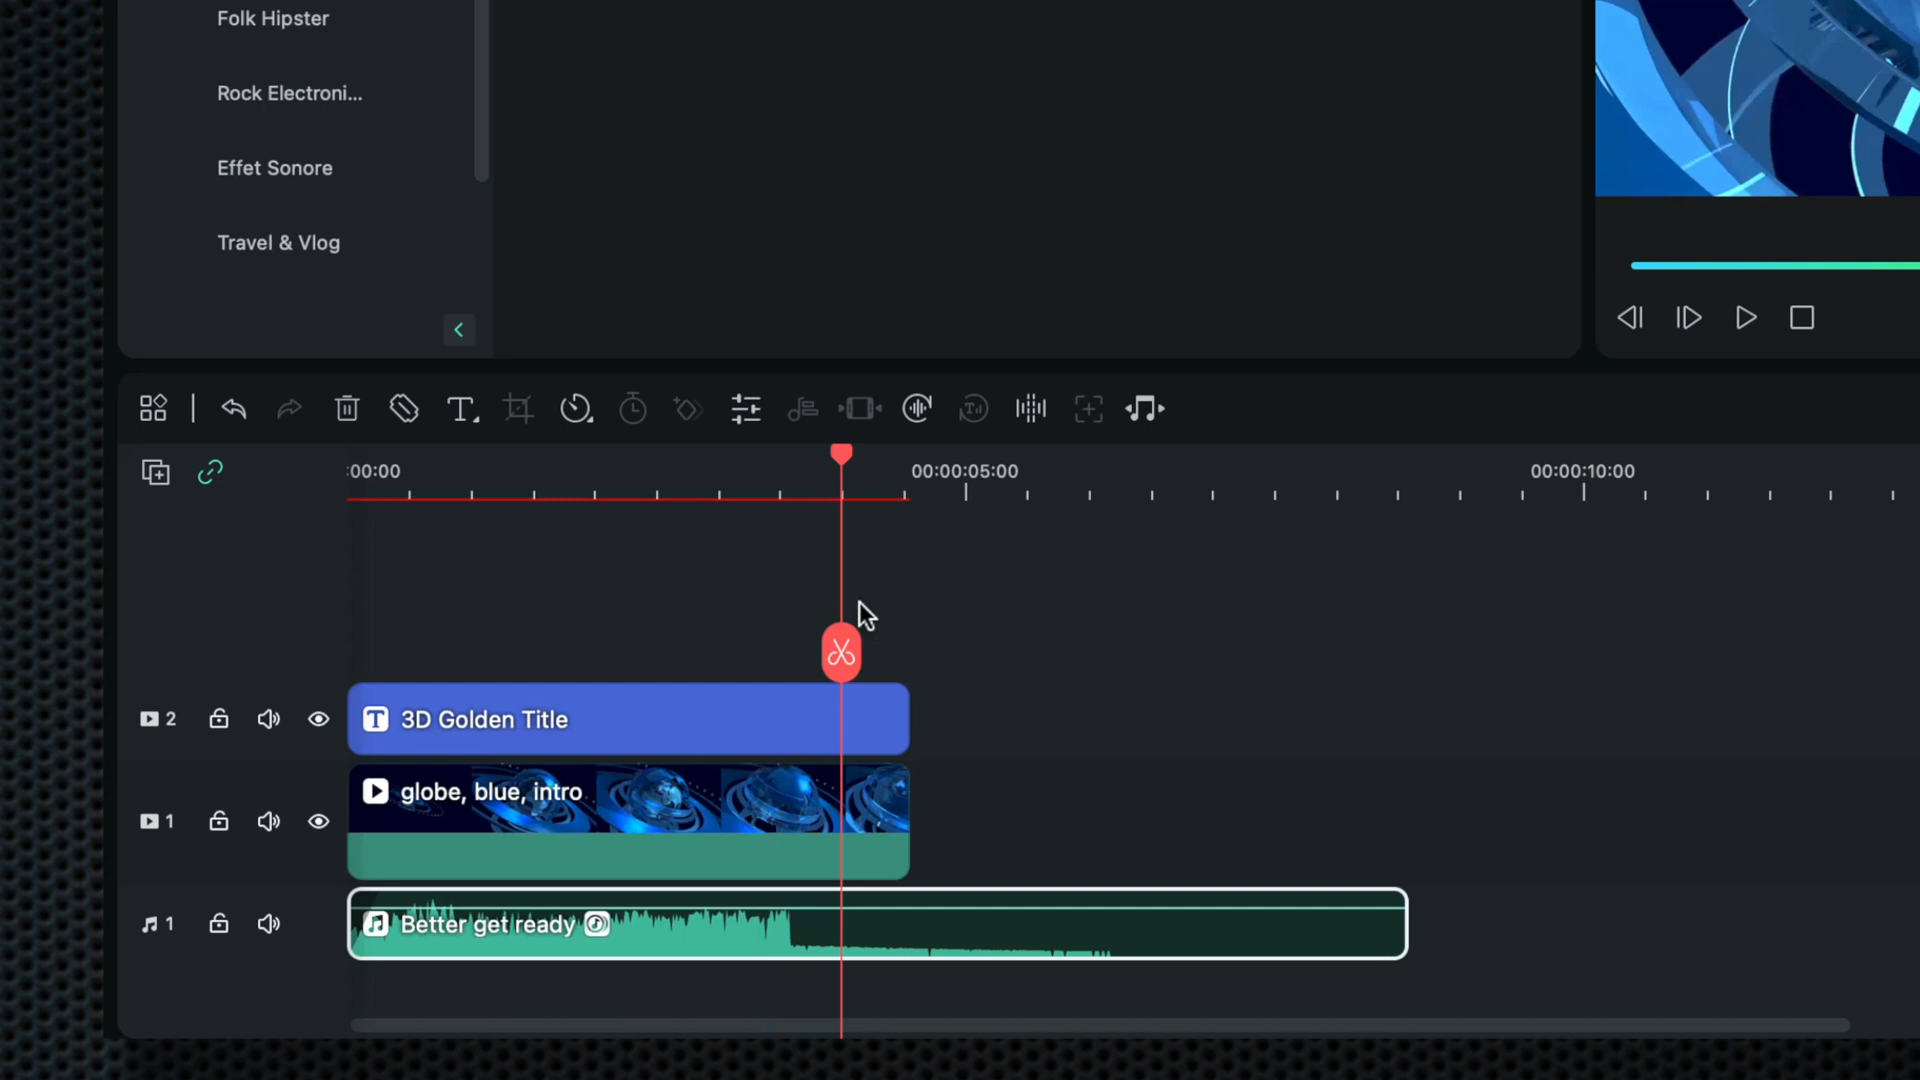 Folk Hipster
Rock Electroni...
Effet Sonore
Travel & Vlog
:00:00
00:00:05:00
00:00:10:00
2
T 3D Golden Title
globe, blue, intro
1
1
Better get ready